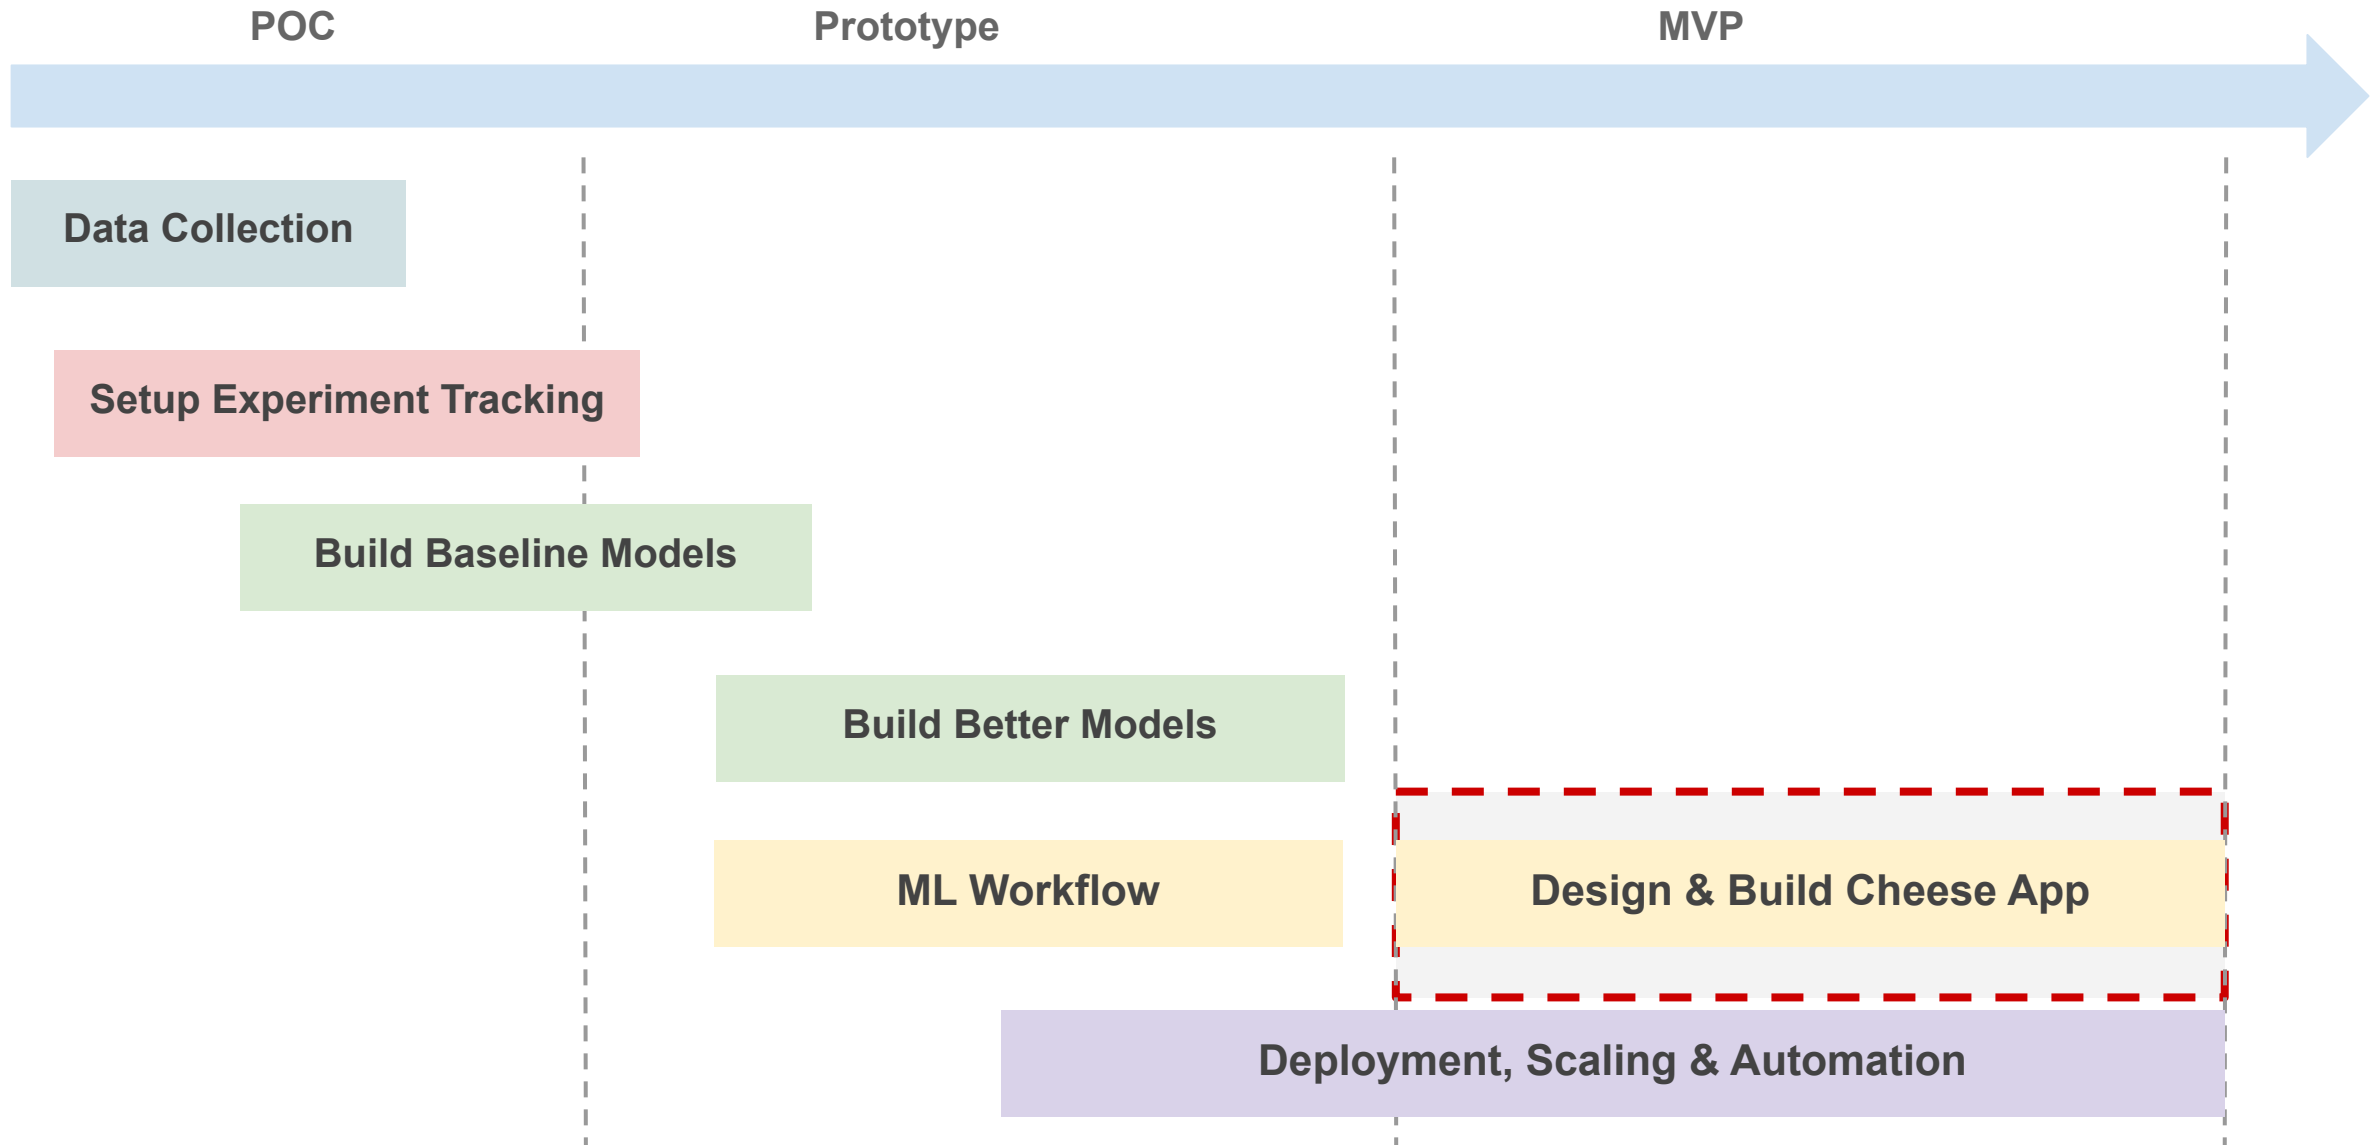 POC
Prototype
MVP
Data Collection
Setup Experiment Tracking
Build Baseline Models
Build Better Models
ML Workflow
Design & Build Cheese App
Deployment, Scaling & Automation